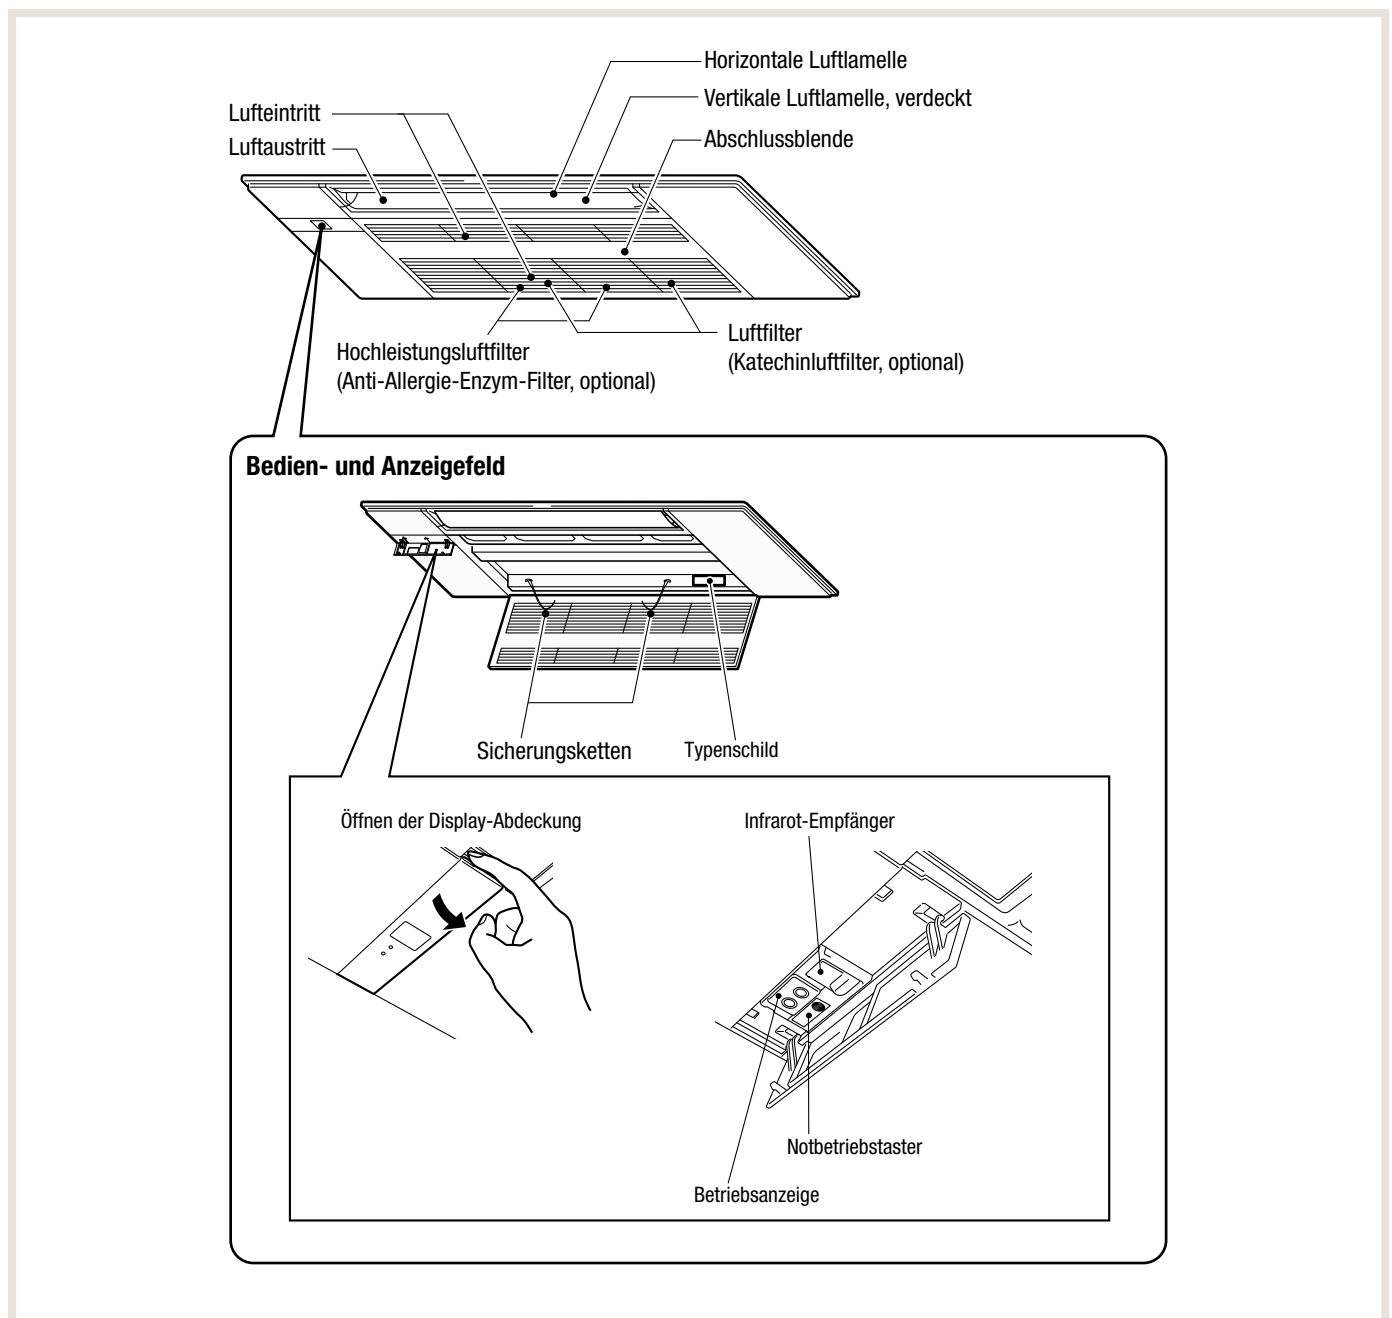 Horizontale Luftlamelle
Vertikale Luftlamelle, verdeckt
Lufteintritt
Luftaustritt
Abschlussblende
Luftfilter
(Katechinluftfilter, optional)
Hochleistungsluftfilter
(Anti-Allergie-Enzym-Filter, optional)
Bedien- und Anzeigefeld
Sicherungsketten
Typenschild
Öffnen der Display-Abdeckung
Infrarot-Empfänger
Notbetriebstaster
Betriebsanzeige